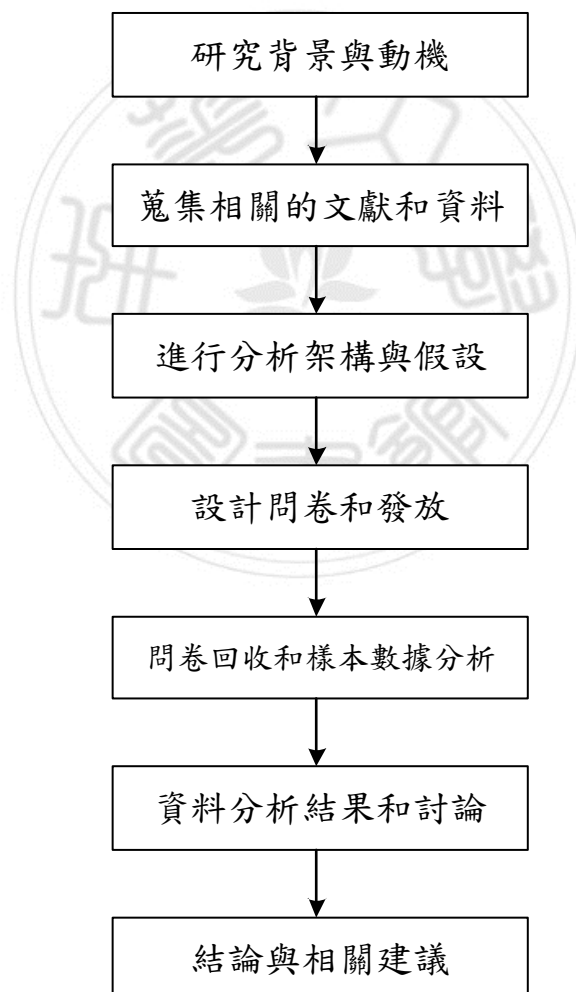 研究背景與動機
蒐集相關的文獻和資料
進行分析架構與假設
設計問卷和發放
問卷回收和樣本數據分析
資料分析結果和討論
結論與相關建議